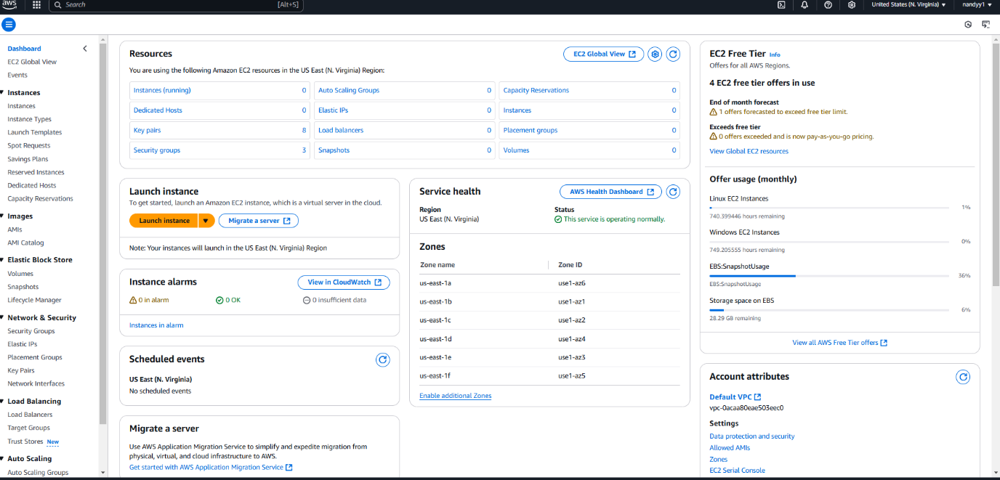 aws
Search
[Alt+S]
United States (N. Virginia)
nandyy1
Dashboard
EC2 Global View
Events
Instances
Instances
Instance Types
Launch Templates
Spot Requests
Savings Plans
Reserved Instances
Dedicated Hosts
Capacity Reservations
Images
AMIs
AMI Catalog
Elastic Block Store
Volumes
Snapshots
Lifecycle Manager
Network & Security
Security Groups
Elastic IPs
Placement Groups
Key Pairs
Network Interfaces
Load Balancing
Load Balancers
Target Groups
Trust Stores New
Auto Scaling
Auto Scaling Groups
Resources
EC2 Global View
You are using the following Amazon EC2 resources in the US East (N. Virginia) Region:
Instances (running) 0
Auto Scaling Groups 0
Capacity Reservations 0
Dedicated Hosts 0
Elastic IPs 0
Instances 0
Key pairs 8
Load balancers 0
Placement groups 0
Security groups 3
Snapshots 0
Volumes 0
Launch instance
To get started, launch an Amazon EC2 instance, which is a virtual server in the cloud.
Launch instance
Migrate a server
Note: Your instances will launch in the US East (N. Virginia) Region
Instance alarms
View in CloudWatch
0 in alarm
0 OK
0 insufficient data
Instances in alarm
Scheduled events
US East (N. Virginia)
No scheduled events
Migrate a server
Use AWS Application Migration Service to simplify and expedite migration from
physical, virtual, and cloud infrastructure to AWS.
Get started with AWS Application Migration Service
Service health
AWS Health Dashboard
Region
US East (N. Virginia)
Status
This service is operating normally.
Zones
Zone name Zone ID
us-east-1a use1-az6
us-east-1b use1-az1
us-east-1c use1-az2
us-east-1d use1-az4
us-east-1e use1-az3
us-east-1f use1-az5
Enable additional Zones
EC2 Free Tier Info
Offers for all AWS Regions.
4 EC2 free tier offers in use
End of month forecast
1 offers forecasted to exceed free tier limit.
Exceeds free tier
0 offers exceeded and is now pay-as-you-go pricing.
View Global EC2 resources
Offer usage (monthly)
Linux EC2 Instances
1%
740.399446 hours remaining
Windows EC2 Instances
0%
749.205555 hours remaining
EBS:SnapshotUsage
36%
EBS:SnapshotUsage
Storage space on EBS
6%
28.29 GB remaining
View all AWS Free Tier offers
Account attributes
Default VPC
vpc-0acaa80eae503eec0
Settings
Data protection and security
Allowed AMIs
Zones
EC2 Serial Console